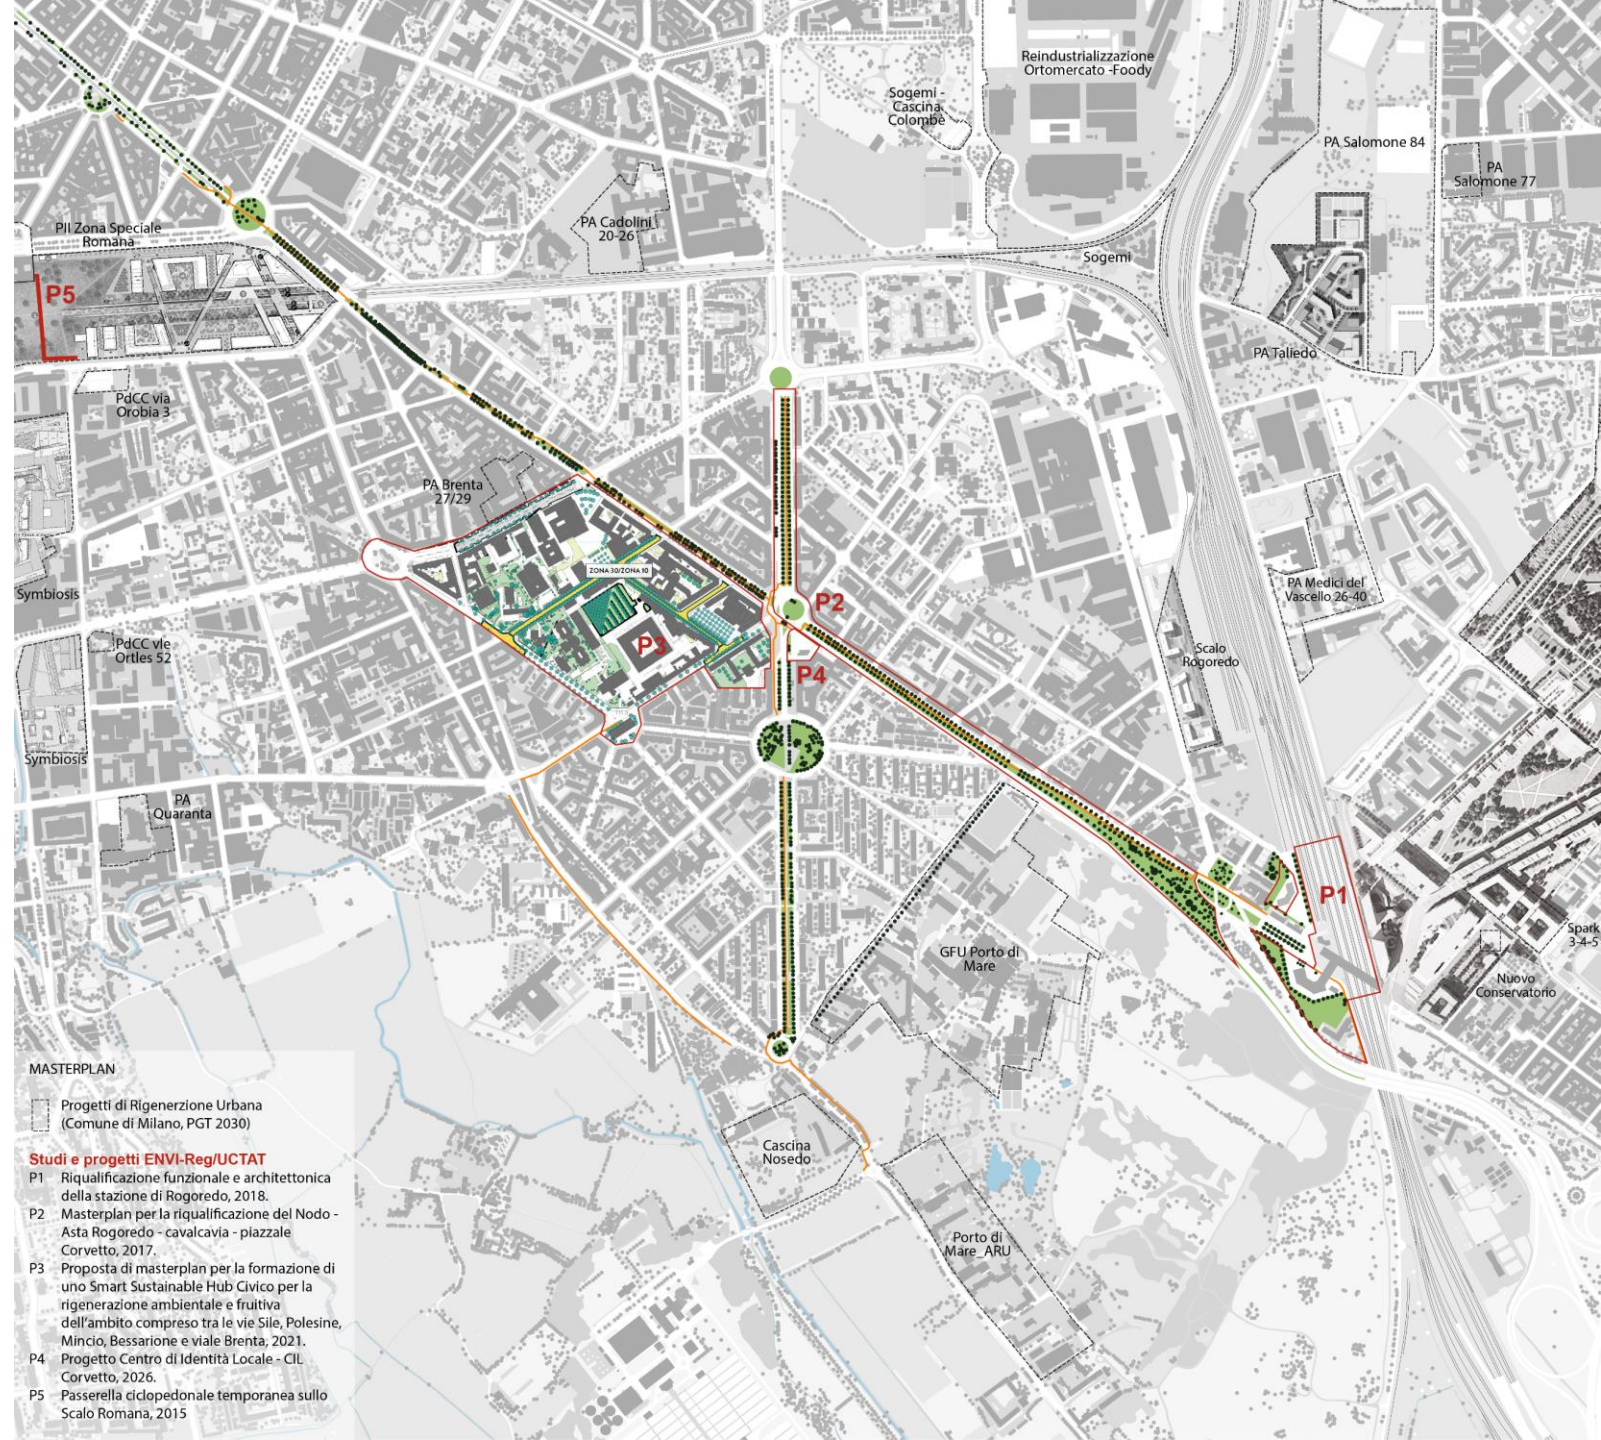 Reindustrializzazione
Ortomercato -Foody
Sogemi -
Cascina
Colombè
PA Salomone 84
PA
Salomone 77
PA Cadolini
20-26
PII Zona Speciale
Romana
Sogemi
P5
PA Taliedo
PdCC via
Orobia 3
PA Brenta
27/29
ZONA 30/ZONA 10
Symbiosis
PA Medici del
Vascello 26-40
P2
P3
P4
PdCC vle
Ortles 52
Scalo
Rogoredo
Symbiosis
PA
Quaranta
P1
GFU Porto di
Mare
Spark
3-4-5
Nuovo
Conservatorio
Cascina
Nosedo
Porto di
Mare_ARU
MASTERPLAN
Progetti di Rigenerzione Urbana
(Comune di Milano, PGT 2030)
Studi e progetti ENVI-Reg/UCTAT
P1 Riqualificazione funzionale e architettonica
della stazione di Rogoredo, 2018.
P2 Masterplan per la riqualificazione del Nodo -
Asta Rogoredo - cavalcavia - piazzale
Corvetto, 2017.
P3 Proposta di masterplan per la formazione di
uno Smart Sustainable Hub Civico per la
rigenerazione ambientale e fruitiva
dell'ambito compreso tra le vie Sile, Polesine,
Mincio, Bessarione e viale Brenta, 2021.
P4 Progetto Centro di Identità Locale - CIL
Corvetto, 2026.
P5 Passerella ciclopedonale temporanea sullo
Scalo Romana, 2015